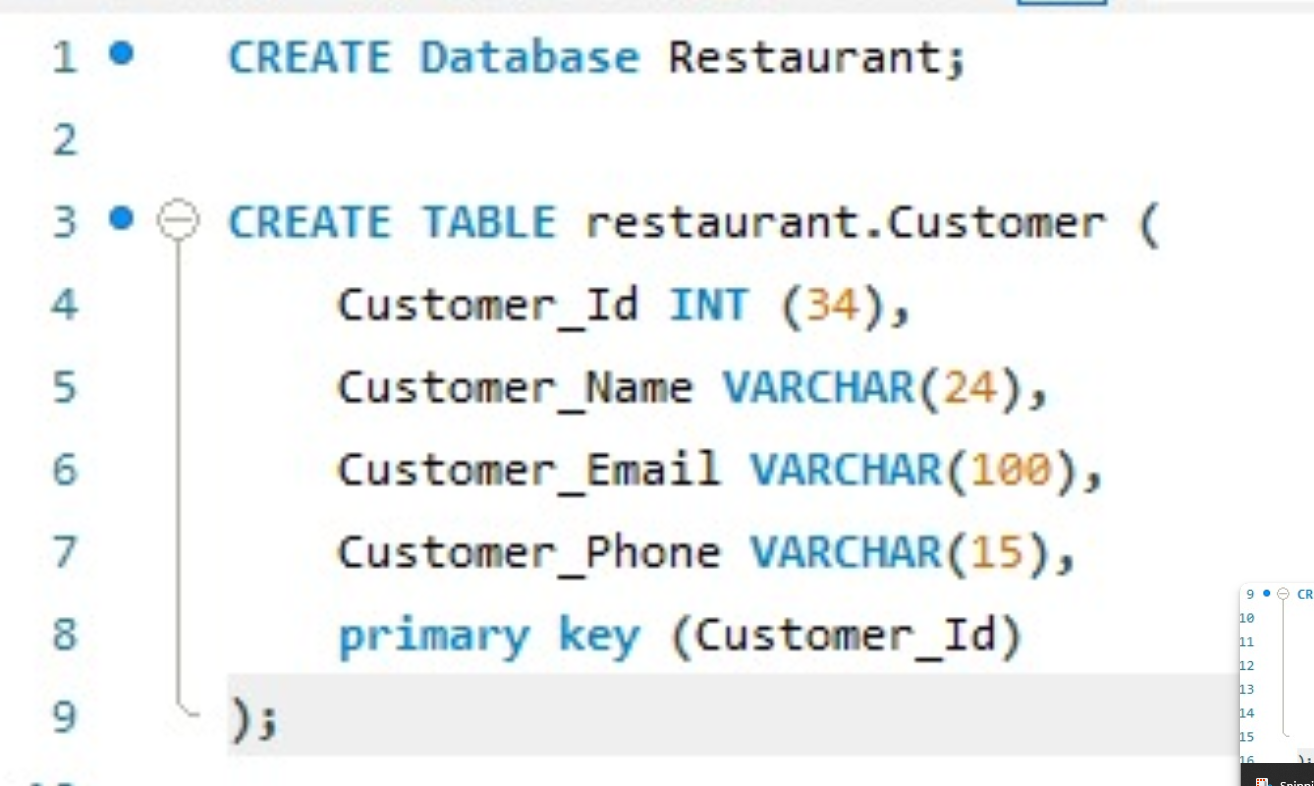 1 CREATE Database Restaurant;
2
3 CREATE TABLE restaurant.Customer (
4 Customer_Id INT (34),
5 Customer_Name VARCHAR(24),
6 Customer_Email VARCHAR(100),
7 Customer_Phone VARCHAR(15),
8 primary key (Customer_Id)
9 );
9 CR
10
11
12
13
14
15
16 );